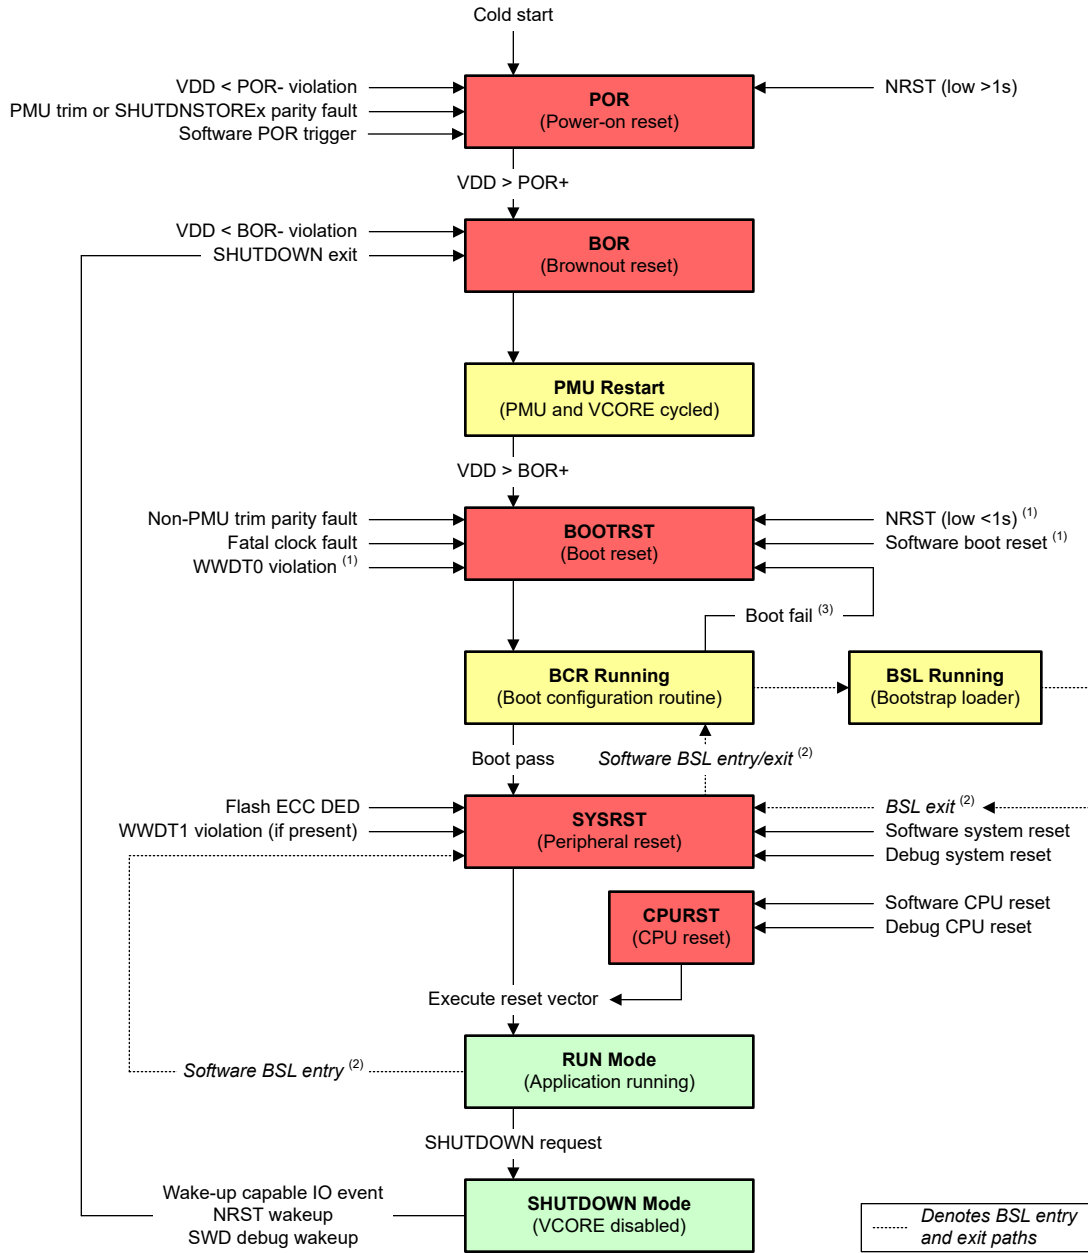 Cold start
VDD < POR- violation
PMU trim or SHUTDNSTOREx parity fault
Software POR trigger
POR
(Power-on reset)
NRST (low >1s)
VDD > POR+
VDD < BOR- violation
SHUTDOWN exit
BOR
(Brownout reset)
PMU Restart
(PMU and VCORE cycled)
VDD > BOR+
Non-PMU trim parity fault
Fatal clock fault
WWDT0 violation (1)
BOOTRST
(Boot reset)
NRST (low <1s) (1)
Software boot reset (1)
Boot fail (3)
BCR Running
(Boot configuration routine)
BSL Running
(Bootstrap loader)
Boot pass
Software BSL entry/exit (2)
Flash ECC DED
WWDT1 violation (if present)
SYSRST
(Peripheral reset)
BSL exit (2)
Software system reset
Debug system reset
CPURST
(CPU reset)
Software CPU reset
Debug CPU reset
Execute reset vector
Software BSL entry (2)
RUN Mode
(Application running)
SHUTDOWN request
Wake-up capable IO event
NRST wakeup
SWD debug wakeup
SHUTDOWN Mode
(VCORE disabled)
Denotes BSL entry
and exit paths